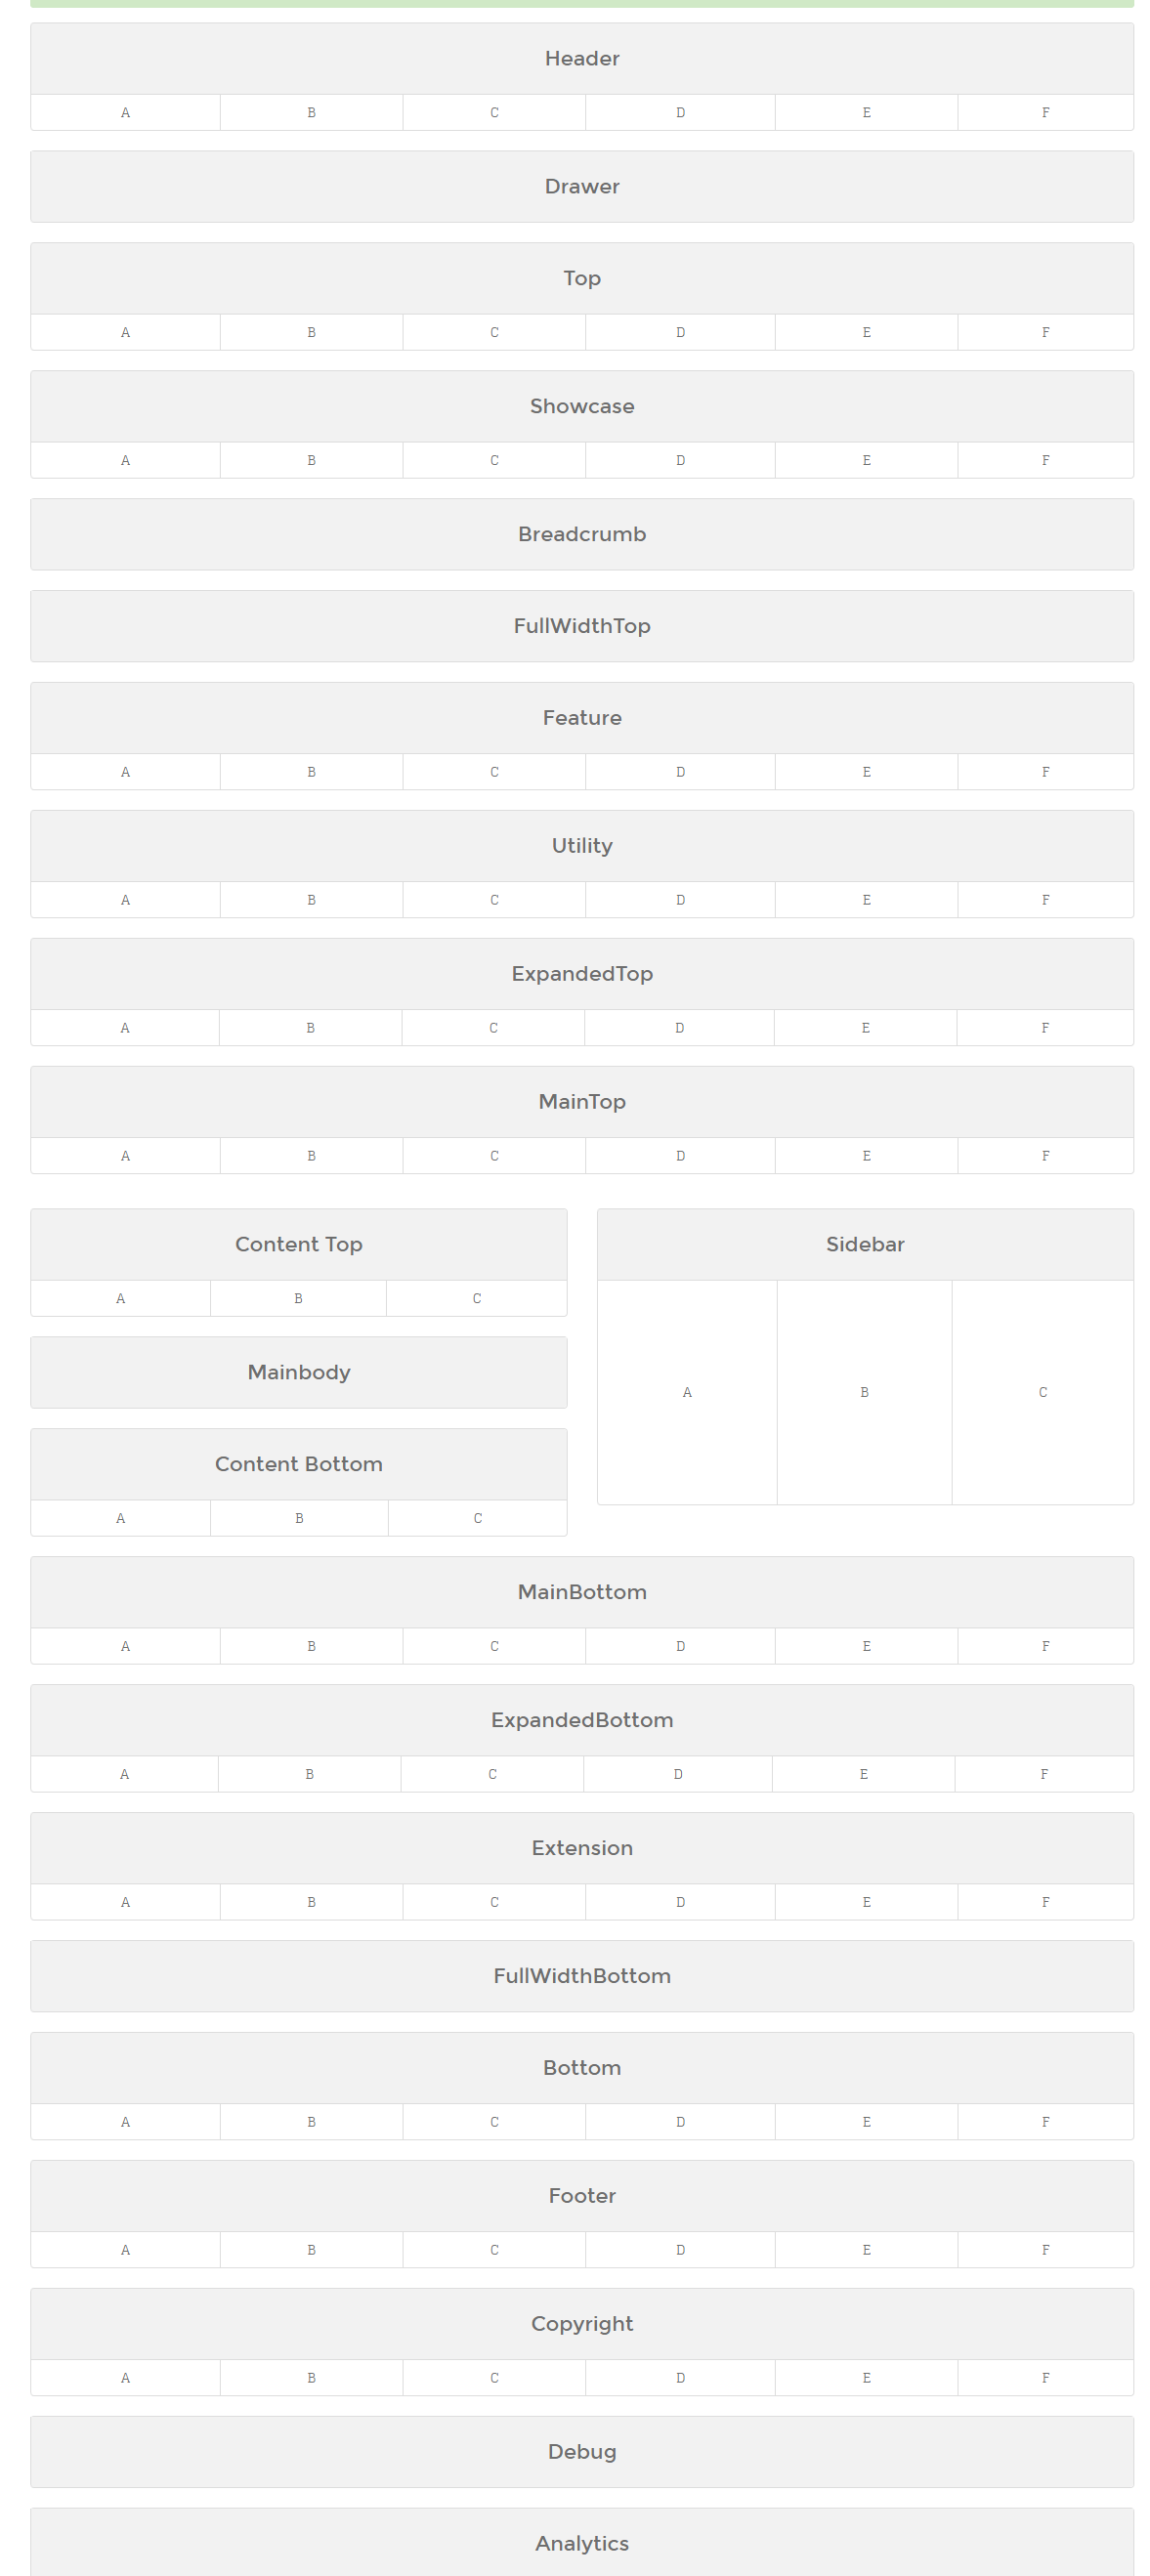 Header
A B C D E F
Drawer
Top
A B C D E F
Showcase
A B C D E F
Breadcrumb
FullWidthTop
Feature
A B C D E F
Utility
A B C D E F
ExpandedTop
A B C D E F
MainTop
A B C D E F
Content Top
A B C
Mainbody
Content Bottom
A B C
Sidebar
A B C
MainBottom
A B C D E F
ExpandedBottom
A B C D E F
Extension
A B C D E F
FullWidthBottom
Bottom
A B C D E F
Footer
A B C D E F
Copyright
A B C D E F
Debug
Analytics